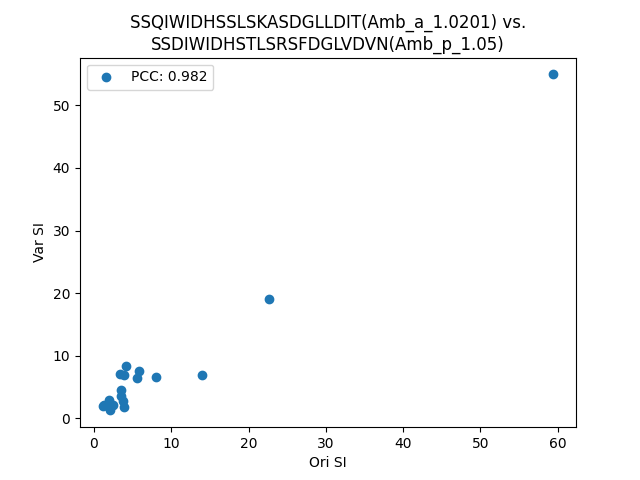 SSQIWIDHSSLSKASDGLLDIT(Amb_a_1.0201) vs.
SSDIWIDHSTLSRSFDGLVDVN(Amb_p_1.05)
PCC: 0.982
Var SI
50
40
30
20
10
0
0 10 20 30 40 50 60
Ori SI